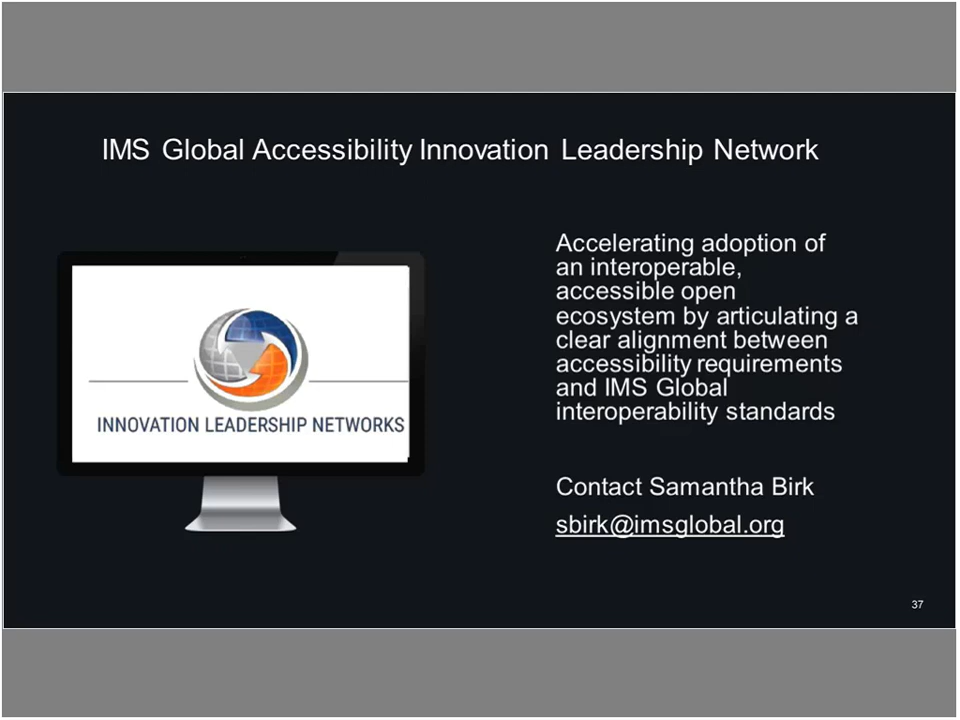 IMS Global Accessibility Innovation Leadership Network
INNOVATION LEADERSHIP NETWORKS
Accelerating adoption of
an interoperable,
accessible open
ecosystem by articulating a
clear alignment between
accessibility requirements
and IMS Global
interoperability standards
Contact Samantha Birk
sbirk@imsglobal.org
37